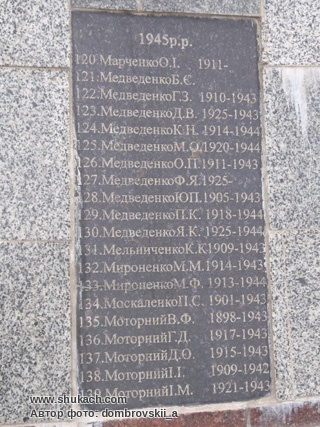 1945р.р.
120.МарченкоО.І. 1911-
121.МедведенкоБ.Є.
122.МедведенкоГ.З. 1910-1943
123.МедведенкоД.В. 1925-1943
124.МедведенкоК.Н. 1914-1944
125.МедведенкоМ.О.1920-1944
126.МедведенкоО.П.1911-1943
127.МедведенкоФ.Я.1925-
128.МедведенкоЮП.1905-1943
129.МедведенкоП.К. 1918-1944
130.МедведенкоЯ.К. 1925-1944
131.МельниченкоК.К1909-1943
132.МироненкоМ.М.1914-1943
133.МироненкоМ.Ф. 1913-1944
134.МоскаленкоП.С. 1901-1943
135.МоторнийВ.Ф. 1898-1943
136.МоторнийГ.Д. 1917-1943
137.МоторнийД.О. 1915-1943
138.МоторнийІ.Г. 1909-1942
139.МоторнийІ.М. 1921-1943
www.shukach.com
Автор фото: dombrovskii_a